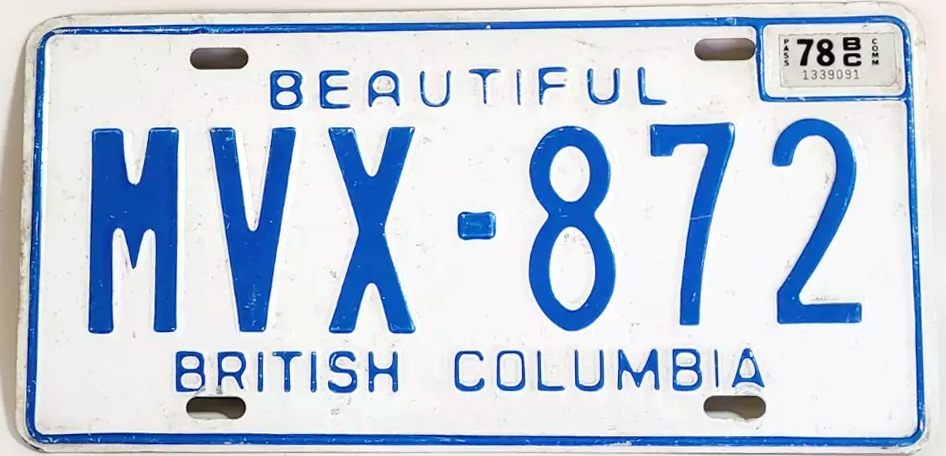 PASS 78 BC COMM
1339091
BEAUTIFUL
MVX-872
BRITISH COLUMBIA